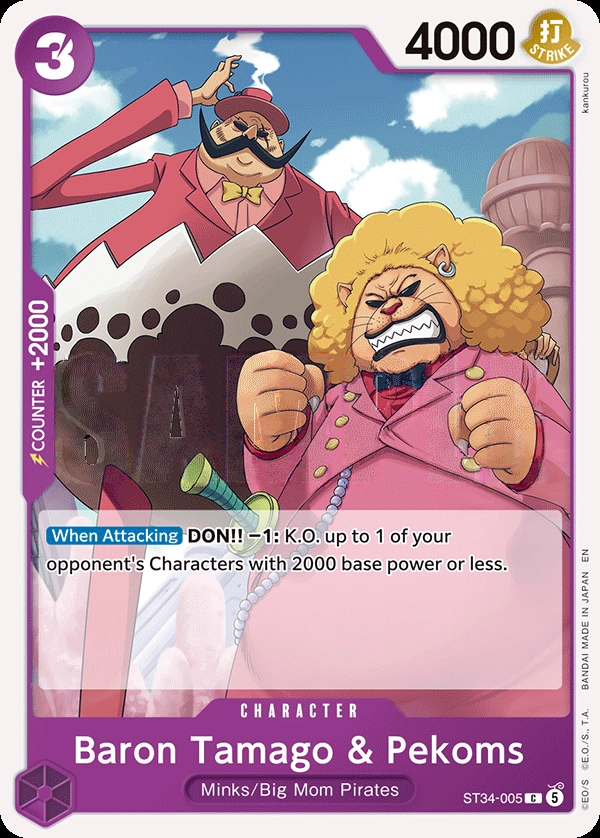 3
4000
打
STRIKE
kankurou
COUNTER +2000
SAMPLE
When Attacking DON!! −1: K.O. up to 1 of your
opponent's Characters with 2000 base power or less.
CHARACTER
Baron Tamago & Pekoms
Minks/Big Mom Pirates
ST34-005 C 5
©EO/S ©E.O./S., T.A. BANDAI MADE IN JAPAN EN